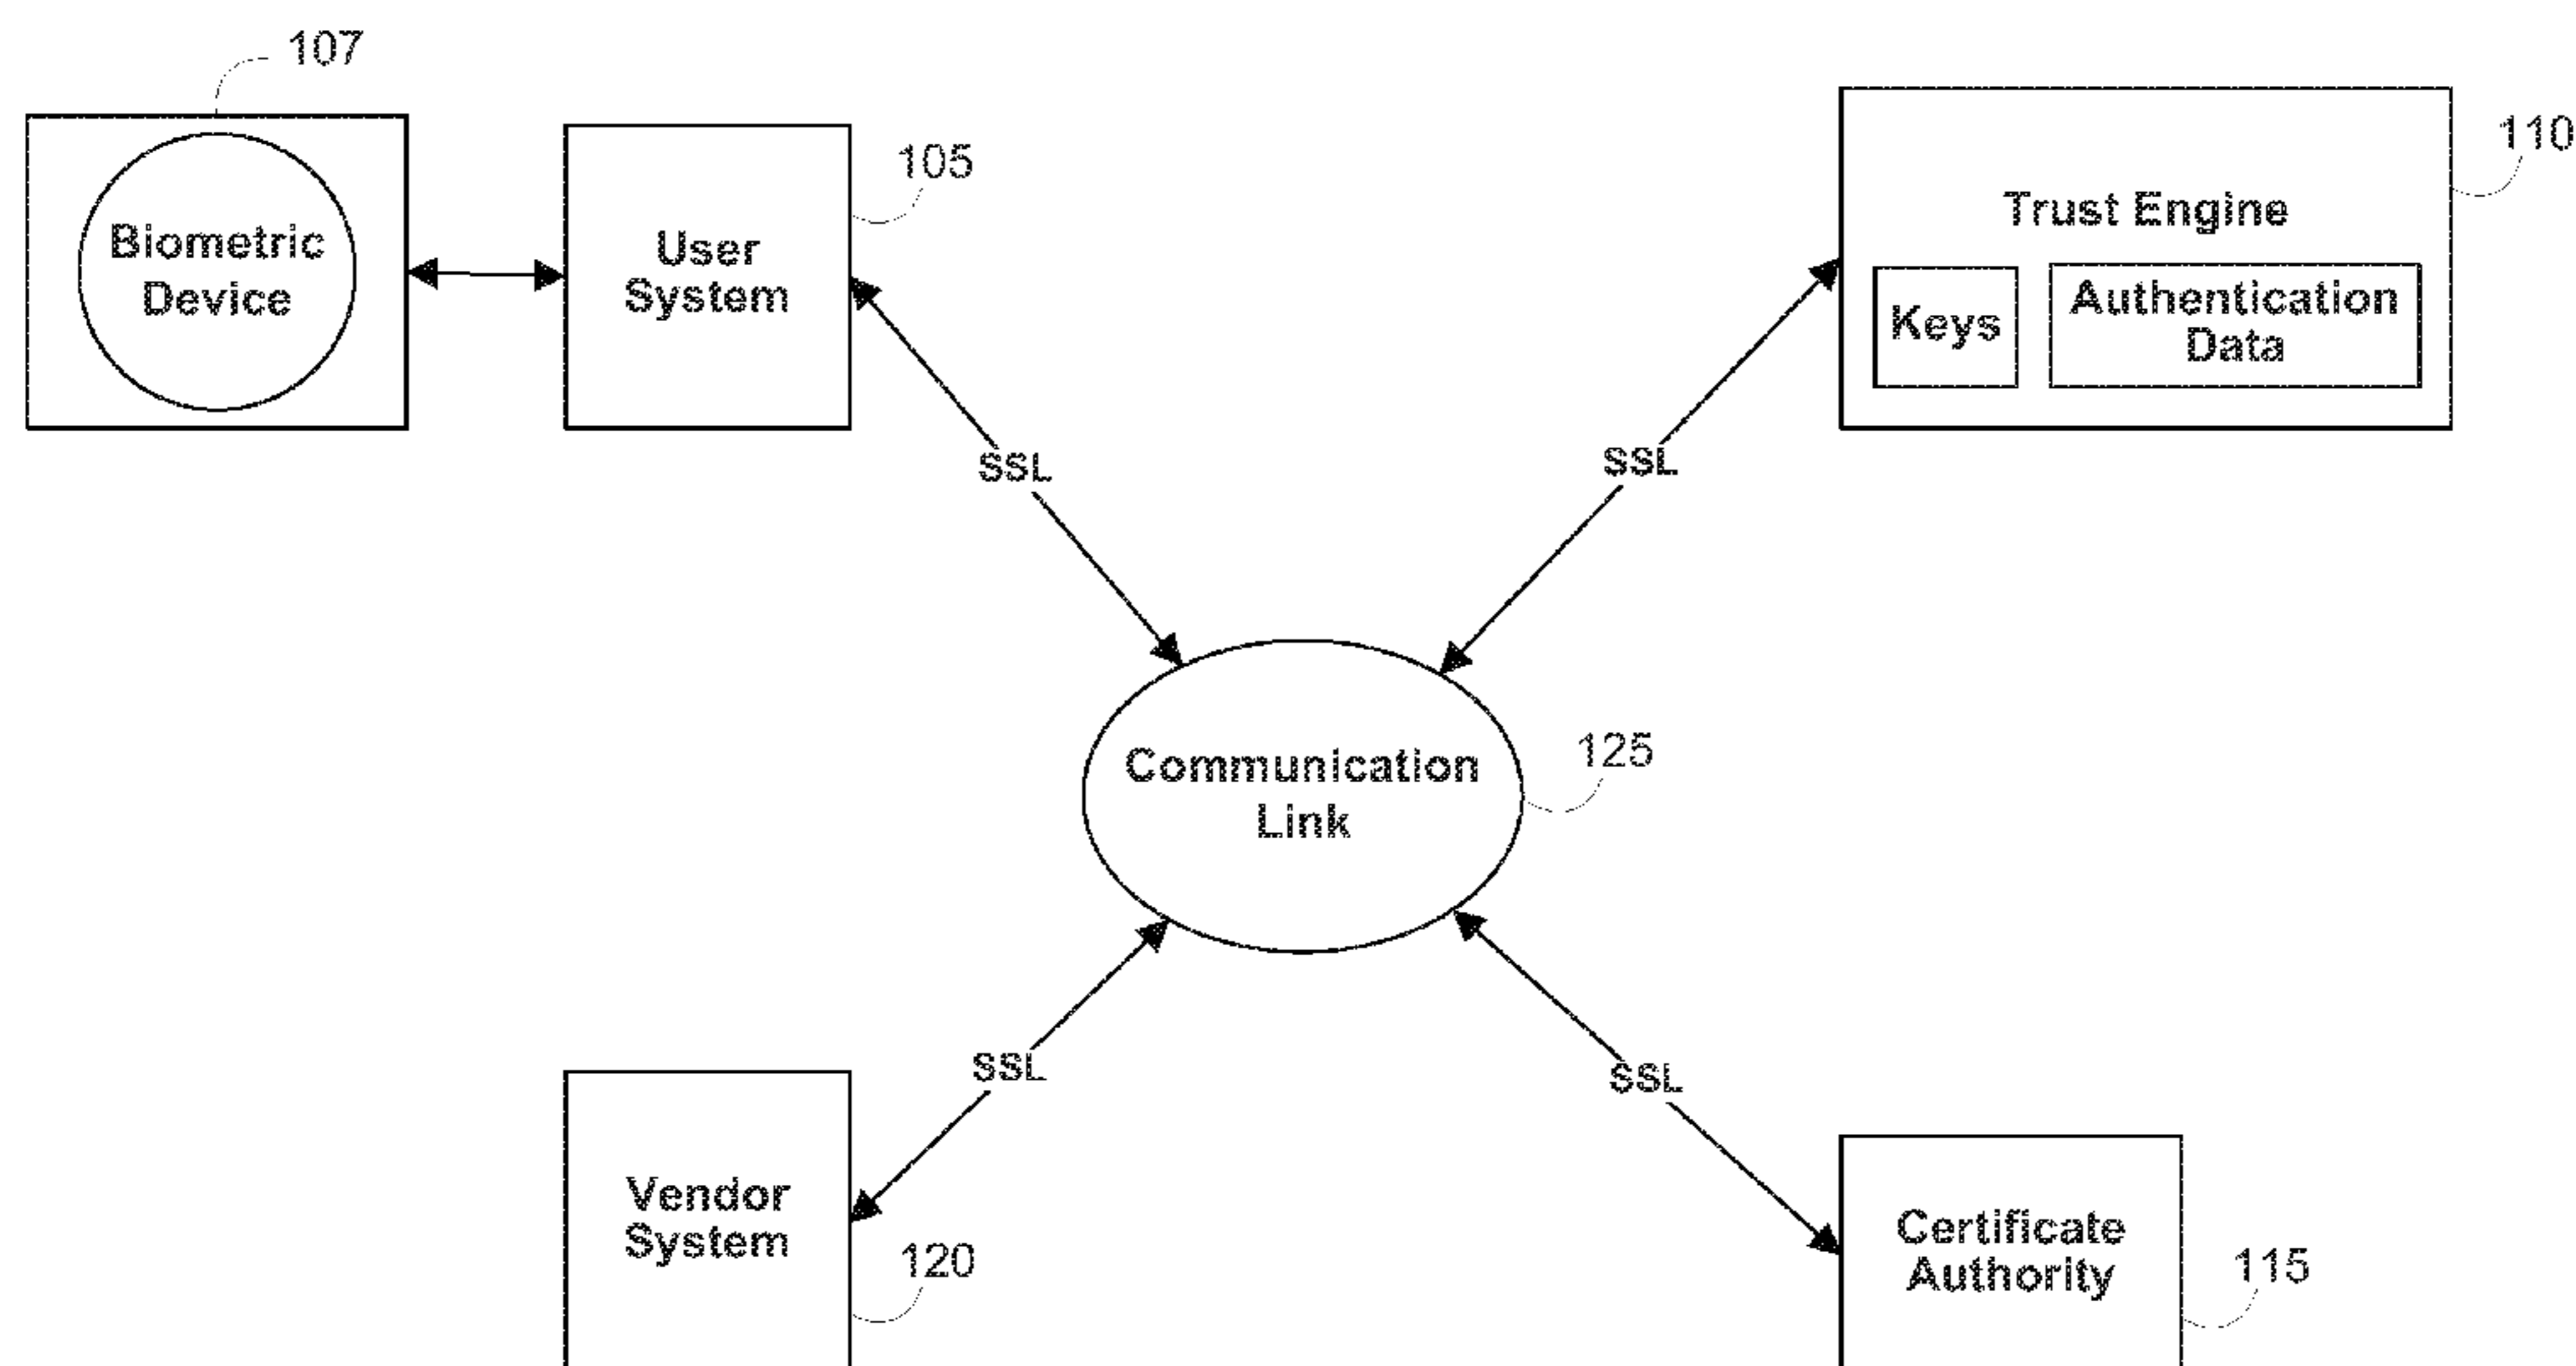 107
110
105
Biometric
Device
User
System
Trust Engine
Keys
Authentication
Data
SSL
SSL
125
Communication
Link
SSL
SSL
Vendor
System
120
Certificate
Authority
115